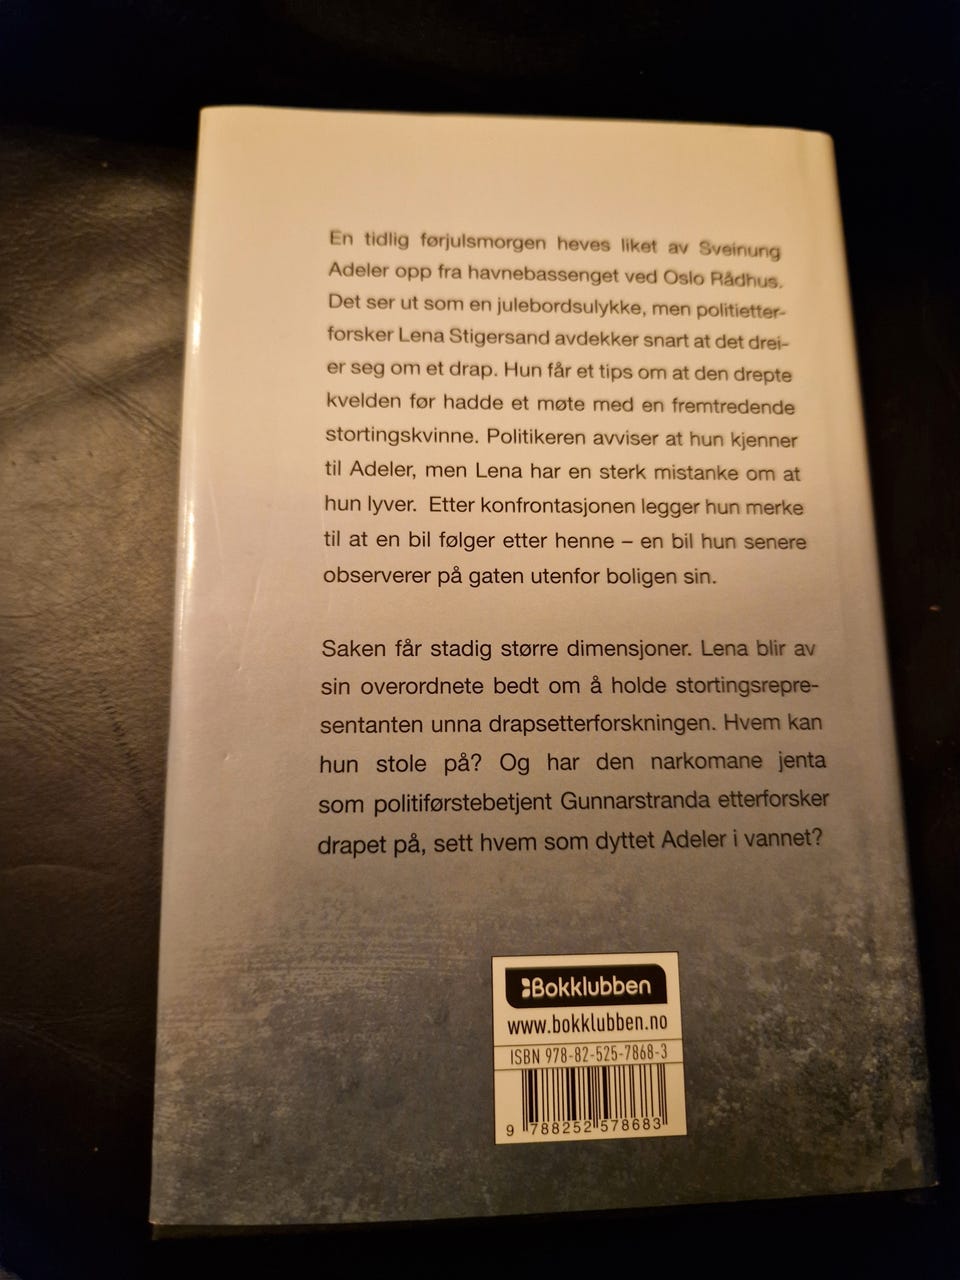 En tidlig førjulsmorgen heves liket av Sveinung
Adeler opp fra havnebassenget ved Oslo Rådhus.
Det ser ut som en julebordsulykke, men politietter-
forsker Lena Stigersand avdekker snart at det drei-
er seg om et drap. Hun får et tips om at den drepte
kvelden før hadde et møte med en fremtredende
stortingskvinne. Politikeren avviser at hun kjenner
til Adeler, men Lena har en sterk mistanke om at
hun lyver. Etter konfrontasjonen legger hun merke
til at en bil følger etter henne – en bil hun senere
observerer på gaten utenfor boligen sin.
Saken får stadig større dimensjoner. Lena blir av
sin overordnete bedt om å holde stortingsrepre-
sentanten unna drapsetterforskningen. Hvem kan
hun stole på? Og har den narkomane jenta
som politiførstebetjent Gunnarstranda etterforsker
drapet på, sett hvem som dyttet Adeler i vannet?
Bokklubben
www.bokklubben.no
ISBN 978-82-525-7868-3
9 788252 578683